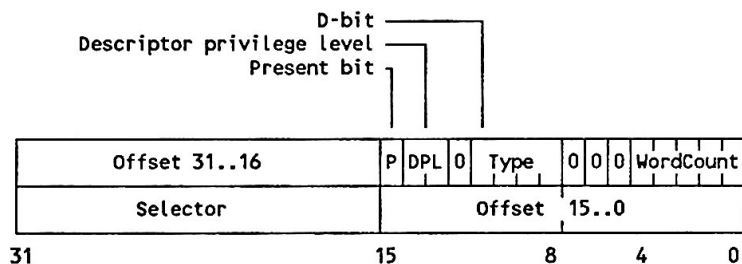 D-bit
Descriptor privilege level
Present bit
Offset 31..16 P DPL 0 Type 0 0 0 WordCount
Selector Offset 15..0
31 15 8 4 0